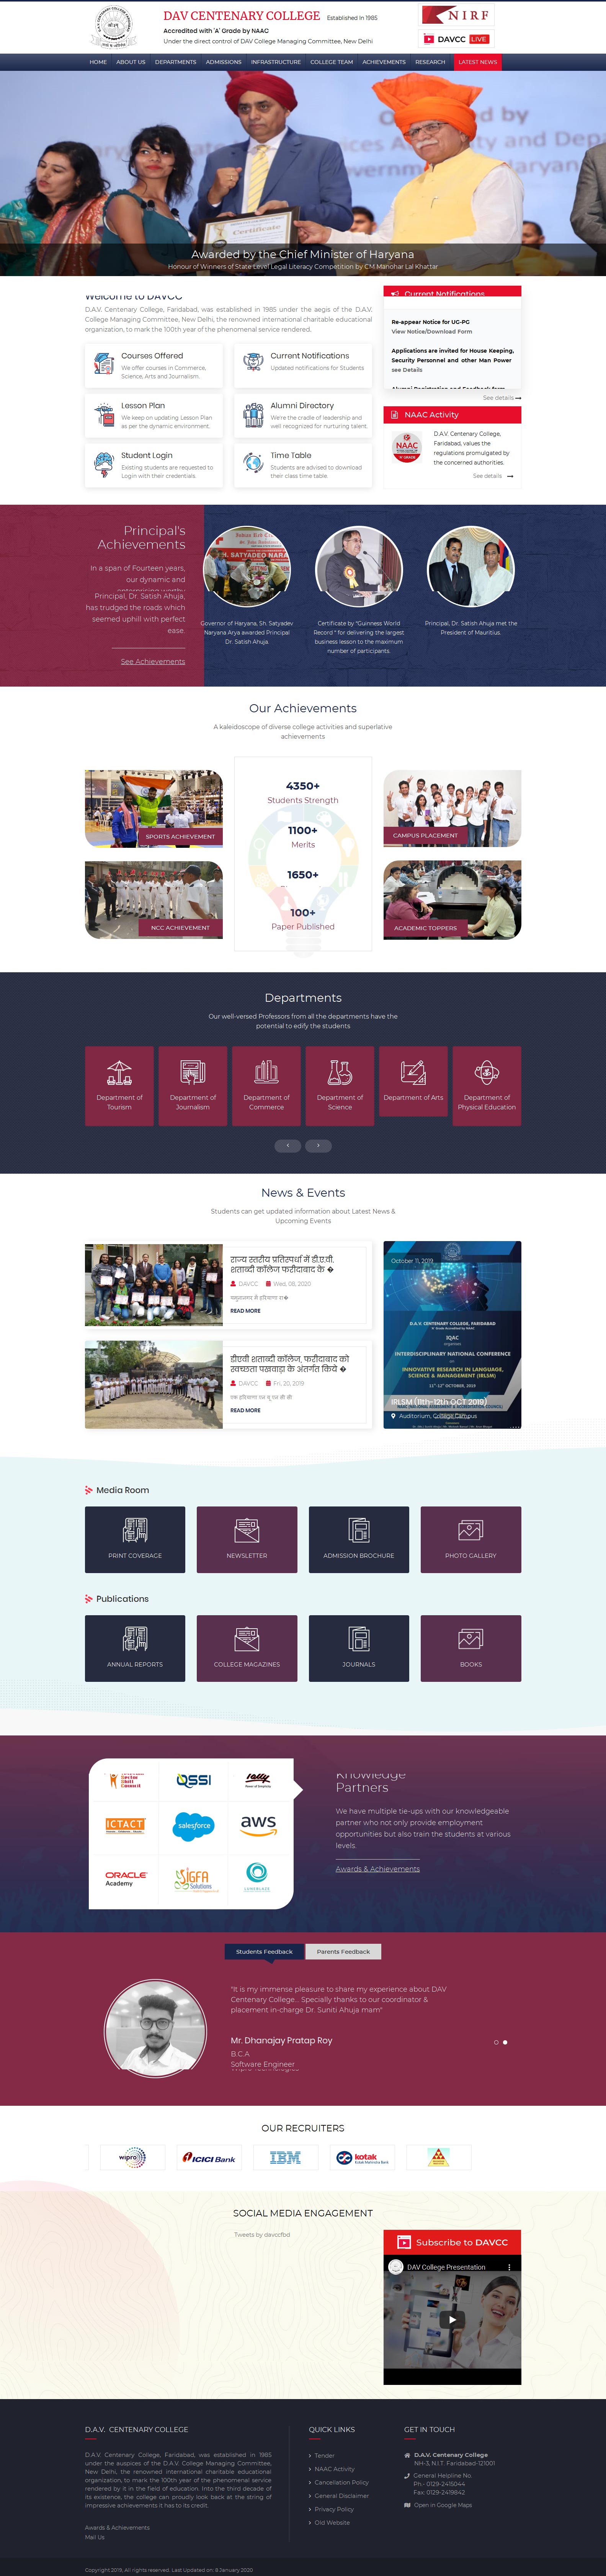 DAV CENTENARY COLLEGE Established In 1985
Accredited with 'A' Grade by NAAC
Under the direct control of DAV College Managing Committee, New Delhi
NIRF
DAVCC LIVE
HOME ABOUT US DEPARTMENTS ADMISSIONS INFRASTRUCTURE COLLEGE TEAM ACHIEVEMENTS RESEARCH LATEST NEWS
Awarded by the Chief Minister of Haryana
Honour of Winners of State Level Legal Literacy Competition by CM Manohar Lal Khattar
Welcome to DAVCC
D.A.V. Centenary College, Faridabad, was established in 1985 under the aegis of the D.A.V.
College Managing Committee, New Delhi, the renowned international charitable educational
organization, to mark the 100th year of the phenomenal service rendered.
Courses Offered
We offer courses in Commerce,
Science, Arts and Journalism.
Current Notifications
Updated notifications for Students
Lesson Plan
We keep on updating Lesson Plan
as per the dynamic environment.
Alumni Directory
We're the cradle of leadership and
well recognized for nurturing talent.
Student Login
Existing students are requested to
Login with their credentials.
Time Table
Students are advised to download
their class time table.
Current Notifications
Re-appear Notice for UG-PG
View Notice/Download Form
Applications are invited for House Keeping,
Security Personnel and other Man Power
see Details
Alumni Registration and Feedback form
See details
NAAC Activity
D.A.V. Centenary College,
Faridabad, values the
regulations promulgated by
the concerned authorities.
See details
Principal's
Achievements
In a span of Fourteen years,
our dynamic and
enterprising worthy
Principal, Dr. Satish Ahuja,
has trudged the roads which
seemed uphill with perfect
ease.
See Achievements
Governor of Haryana, Sh. Satyadev
Naryana Arya awarded Principal
Dr. Satish Ahuja.
Certificate by "Guinness World
Record " for delivering the largest
business lesson to the maximum
number of participants.
Principal, Dr. Satish Ahuja met the
President of Mauritius.
Our Achievements
A kaleidoscope of diverse college activities and superlative
achievements
SPORTS ACHIEVEMENT
NCC ACHIEVEMENT
4350+
Students Strength
1100+
Merits
1650+
100+
Paper Published
CAMPUS PLACEMENT
ACADEMIC TOPPERS
Departments
Our well-versed Professors from all the departments have the
potential to edify the students
Department of
Tourism
Department of
Journalism
Department of
Commerce
Department of
Science
Department of Arts
Department of
Physical Education
News & Events
Students can get updated information about Latest News &
Upcoming Events
राज्य स्तरीय प्रतिस्पर्धा में डी.ए.वी.
शताब्दी कॉलेज फरीदाबाद के �
DAVCC Wed, 08, 2020
यमुनानगर में हरियाणा रा�
READ MORE
डीएवी शताब्दी कॉलेज, फरीदाबाद को
स्वच्छता पखवाड़ा के अंतर्गत किये �
DAVCC Fri, 20, 2019
एक हरियाणा एन यू एन सी सी
READ MORE
October 11, 2019
D.A.V. CENTENARY COLLEGE, FARIDABAD
IQAC
organises
INTERDISCIPLINARY NATIONAL CONFERENCE
on
INNOVATIVE RESEARCH IN LANGUAGE,
SCIENCE & MANAGEMENT (IRLSM)
11th-12th OCTOBER, 2019
IRLSM (11th-12th OCT 2019)
Auditorium, College Campus
Media Room
PRINT COVERAGE
NEWSLETTER
ADMISSION BROCHURE
PHOTO GALLERY
Publications
ANNUAL REPORTS
COLLEGE MAGAZINES
JOURNALS
BOOKS
QSSI
Tally
ICTACT
salesforce
aws
ORACLE
Academy
SIGFA
Solutions
Knowledge
Partners
We have multiple tie-ups with our knowledgeable
partner who not only provide employment
opportunities but also train the students at various
levels.
Awards & Achievements
Students Feedback Parents Feedback
"It is my immense pleasure to share my experience about DAV
Centenary College... Specially thanks to our coordinator &
placement in-charge Dr. Suniti Ahuja mam"
Mr. Dhanajay Pratap Roy
B.C.A
Software Engineer
Wipro Technologies
OUR RECRUITERS
wipro
ICICI Bank
IBM
kotak
Kotak Mahindra Bank
SOCIAL MEDIA ENGAGEMENT
Tweets by davccfbd
Subscribe to DAVCC
DAV College Presentation
D.A.V. CENTENARY COLLEGE
D.A.V. Centenary College, Faridabad, was established in 1985
under the auspices of the D.A.V. College Managing Committee,
New Delhi, the renowned international charitable educational
organization, to mark the 100th year of the phenomenal service
rendered by it in the field of education. Into the third decade of
its existence, the college can proudly look back at the string of
impressive achievements it has to its credit.
Awards & Achievements
Mail Us
QUICK LINKS
Tender
NAAC Activity
Cancellation Policy
General Disclaimer
Privacy Policy
Old Website
GET IN TOUCH
D.A.V. Centenary College
NH-3, N.I.T. Faridabad-121001
General Helpline No.
Ph.- 0129-2415044
Fax: 0129-2419842
Open in Google Maps
Copyright 2019, All rights reserved. Last Updated on: 8 January 2020